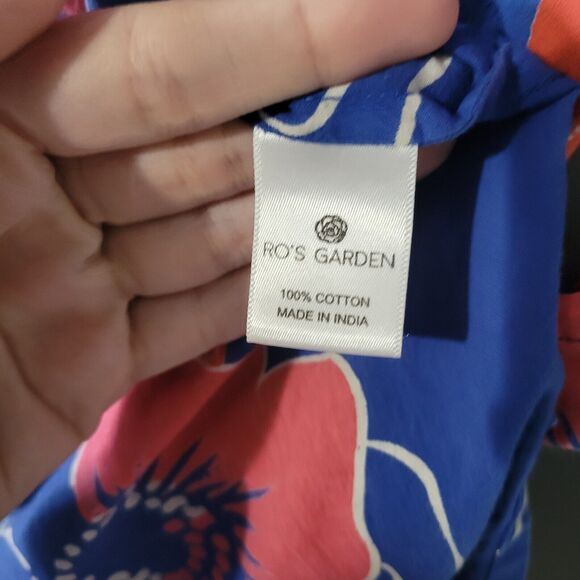 RO'S GARDEN
100% COTTON
MADE IN INDIA